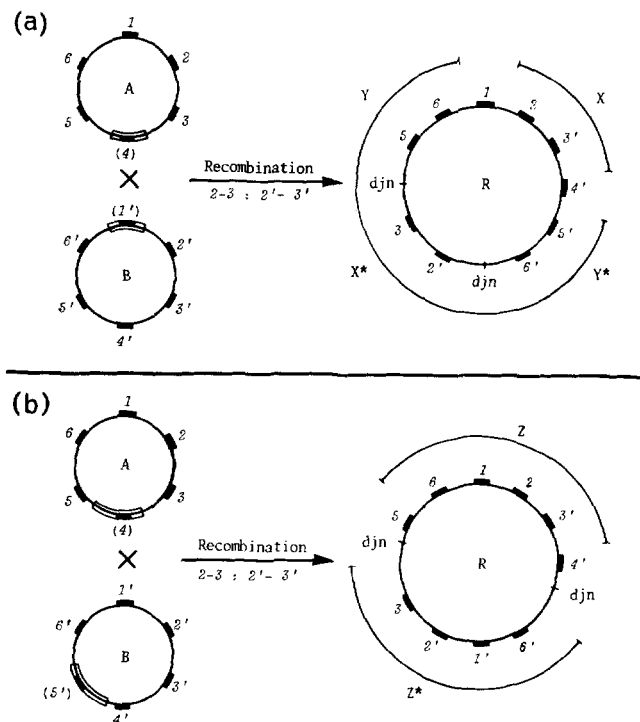 (a)
1
6 2
A
5 3
(4)
Recombination
2-3 : 2'-3'
(1')
6' 2'
B
5' 3'
4'
Y X
1
6 2
5 3'
djn R 4'
3 5'
2' 6'
djn
X* Y*
(b)
1
6 2
A
5 3
(4)
Recombination
2-3 : 2'-3'
1'
6' 2'
B
(5') 3'
4'
Z
1
6 2
5 3'
djn R 4'
djn
3
2' 6'
1'
Z*